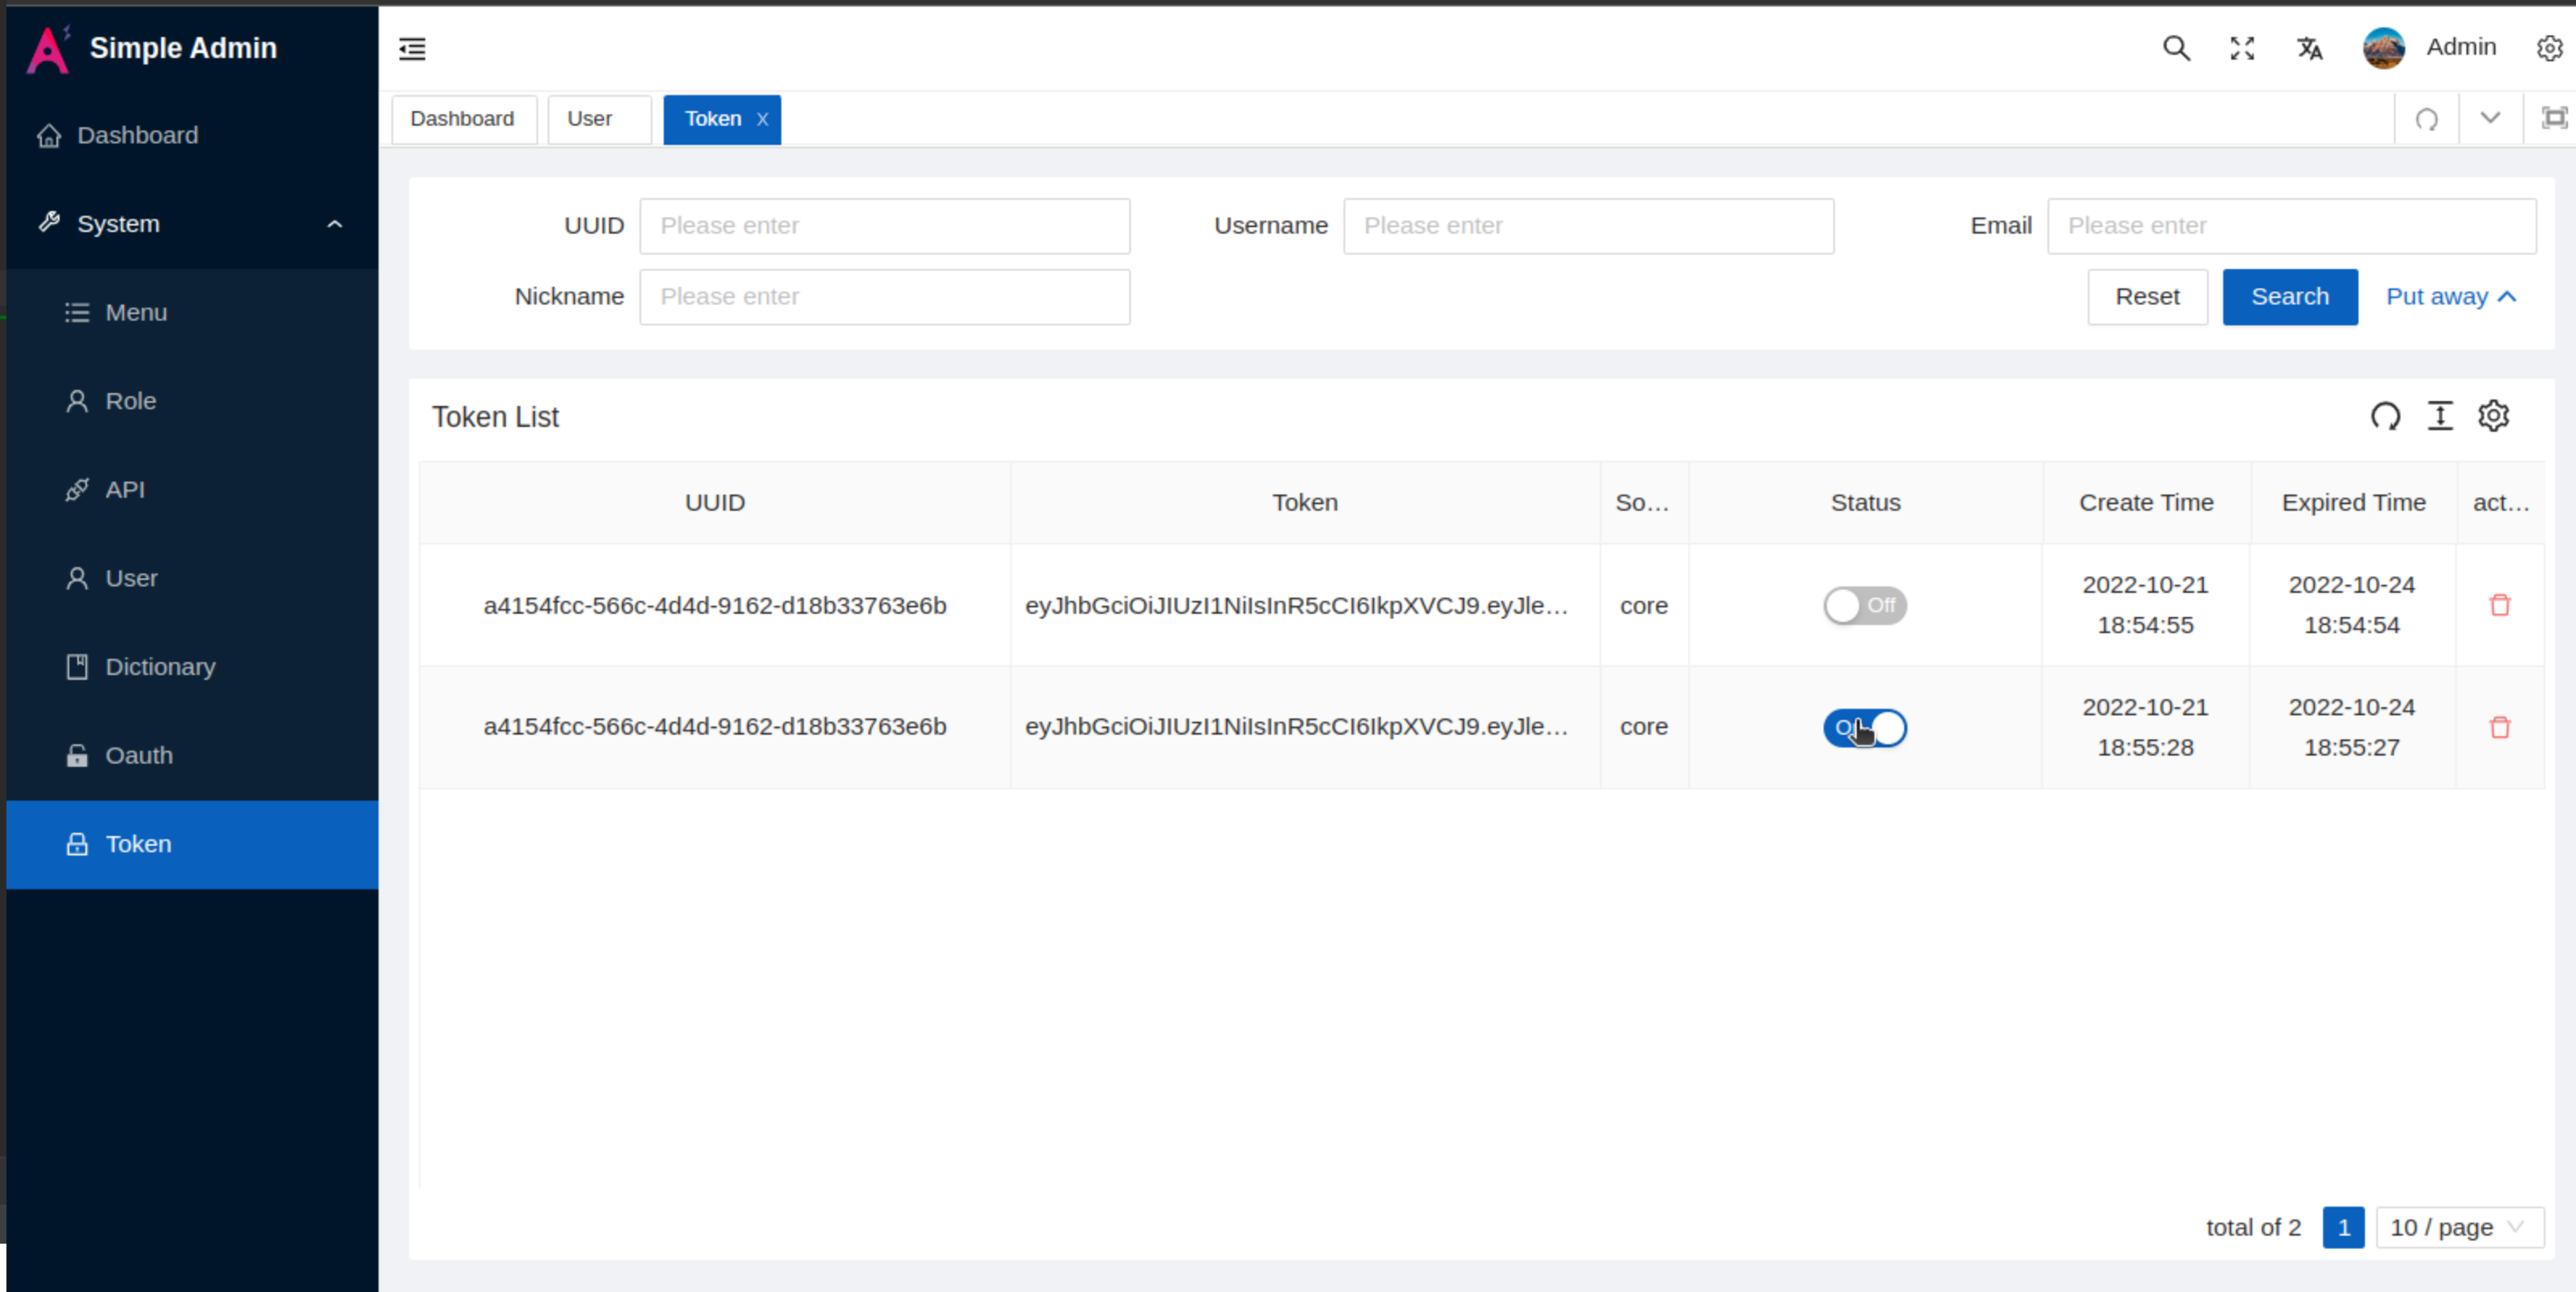 Simple Admin
Admin
Dashboard
User
Token
X
Dashboard
System
Menu
Role
API
User
Dictionary
Oauth
Token
UUID
Please enter
Username
Please enter
Email
Please enter
Nickname
Please enter
Reset
Search
Put away
Token List
UUID
Token
So...
Status
Create Time
Expired Time
act...
a4154fcc-566c-4d4d-9162-d18b33763e6b
eyJhbGciOiJIUzI1NiIsInR5cCI6IkpXVCJ9.eyJle...
core
Off
2022-10-21
18:54:55
2022-10-24
18:54:54
a4154fcc-566c-4d4d-9162-d18b33763e6b
eyJhbGciOiJIUzI1NiIsInR5cCI6IkpXVCJ9.eyJle...
core
2022-10-21
18:55:28
2022-10-24
18:55:27
total of 2
1
10 / page